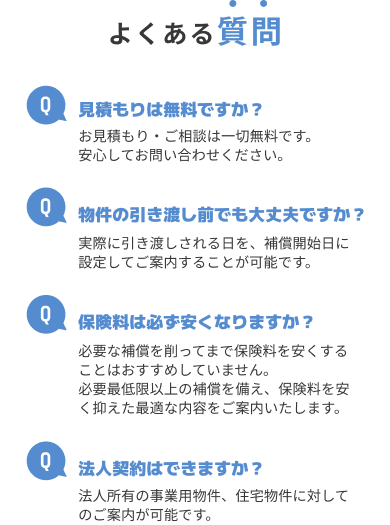 よくある質問
Q
見積もりは無料ですか？
お見積もり・ご相談は一切無料です。
安心してお問い合わせください。
Q
物件の引き渡し前でも大丈夫ですか？
実際に引き渡しされる日を、補償開始日に
設定してご案内することが可能です。
Q
保険料は必ず安くなりますか？
必要な補償を削ってまで保険料を安くする
ことはおすすめしていません。
必要最低限以上の補償を備え、保険料を安
く抑えた最適な内容をご案内いたします。
Q
法人契約はできますか？
法人所有の事業用物件、住宅物件に対して
のご案内が可能です。